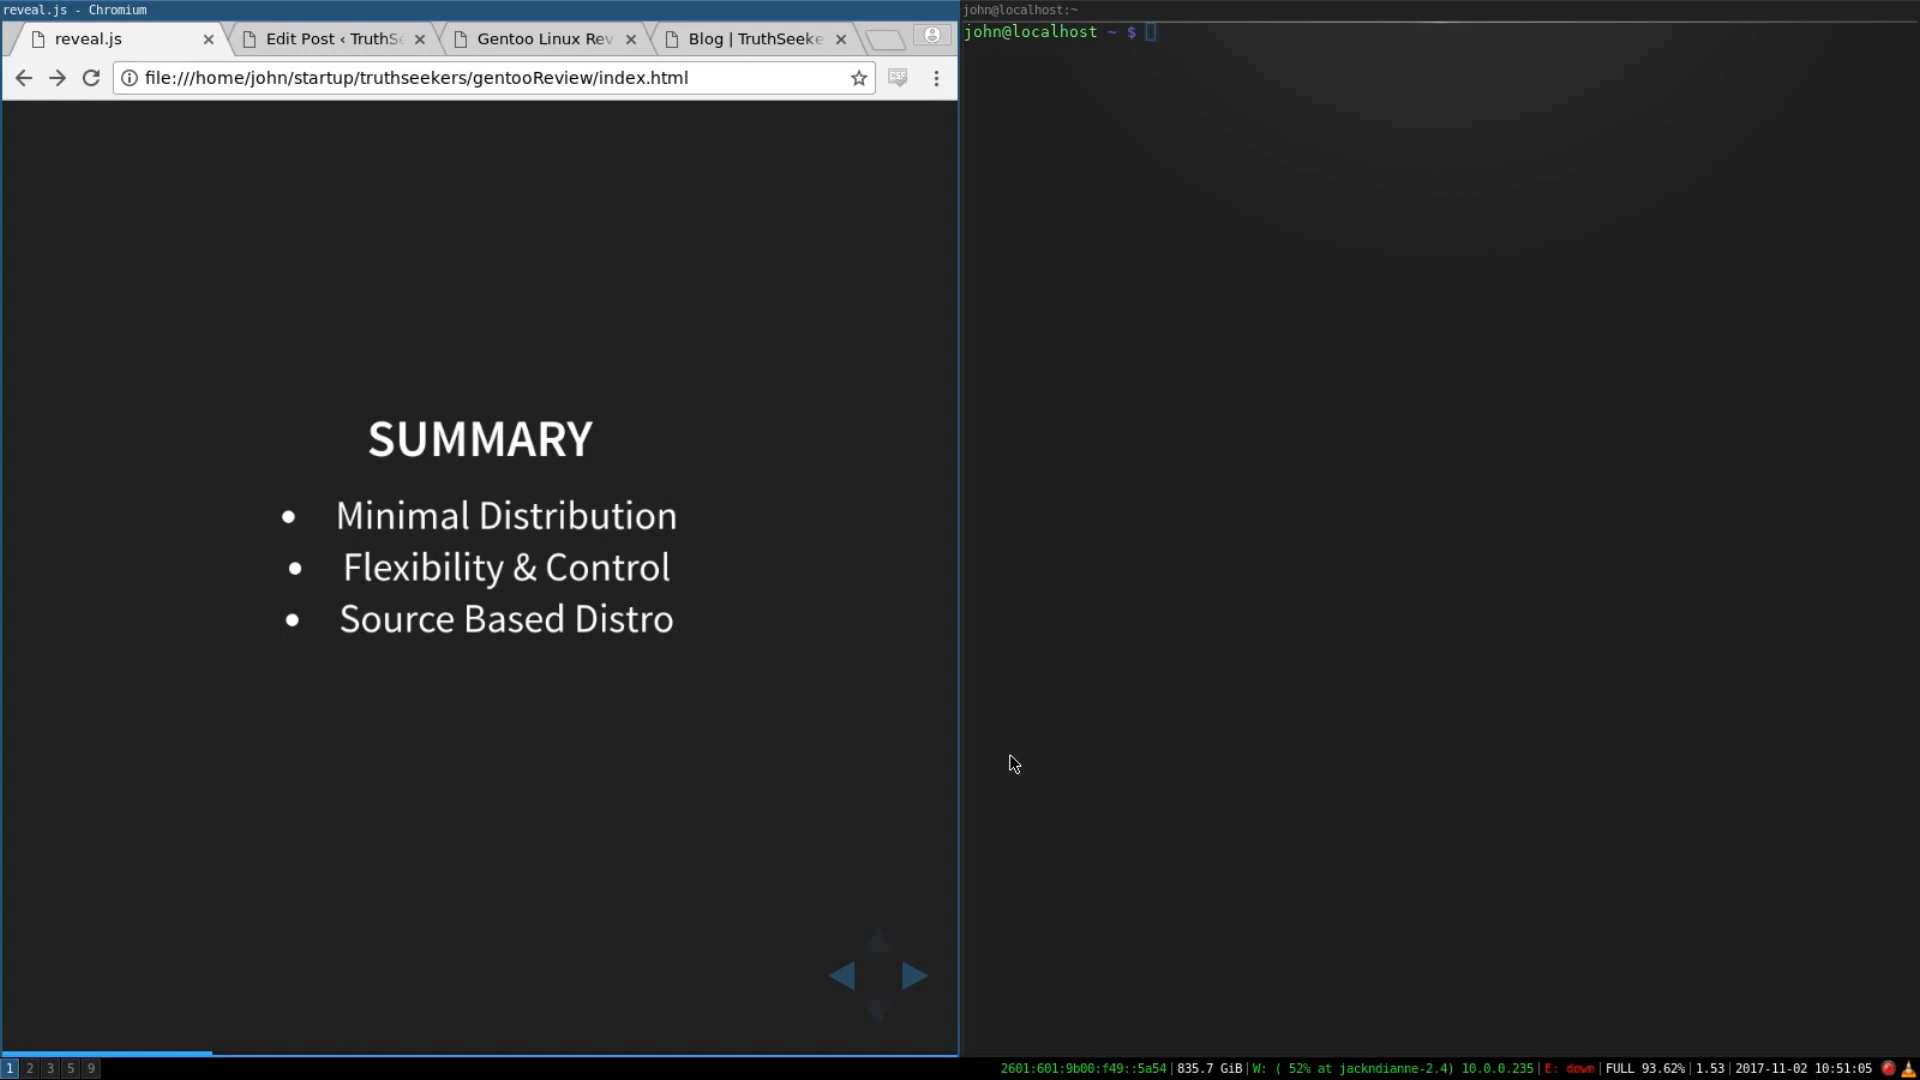 reveal.js - Chromium
john@localhost:~
reveal.js
Edit Post ‹ TruthSe
Gentoo Linux Rev
Blog | TruthSeeke
john@localhost ~ $
file:///home/john/startup/truthseekers/gentooReview/index.html
SUMMARY
• Minimal Distribution
• Flexibility & Control
• Source Based Distro
1 2 3 5 9
2601:601:9b00:f49::5a54|835.7 GiB|W: ( 52% at jackndianne-2.4) 10.0.0.235|E: down|FULL 93.62%|1.53|2017-11-02 10:51:05